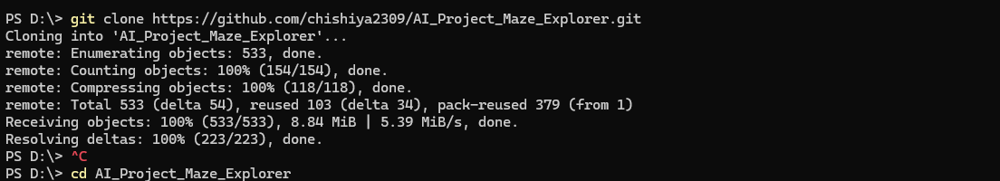 PS D:\> git clone https://github.com/chishiya2309/AI_Project_Maze_Explorer.git
Cloning into 'AI_Project_Maze_Explorer'...
remote: Enumerating objects: 533, done.
remote: Counting objects: 100% (154/154), done.
remote: Compressing objects: 100% (118/118), done.
remote: Total 533 (delta 54), reused 103 (delta 34), pack-reused 379 (from 1)
Receiving objects: 100% (533/533), 8.84 MiB | 5.39 MiB/s, done.
Resolving deltas: 100% (223/223), done.
PS D:\> ^C
PS D:\> cd AI_Project_Maze_Explorer